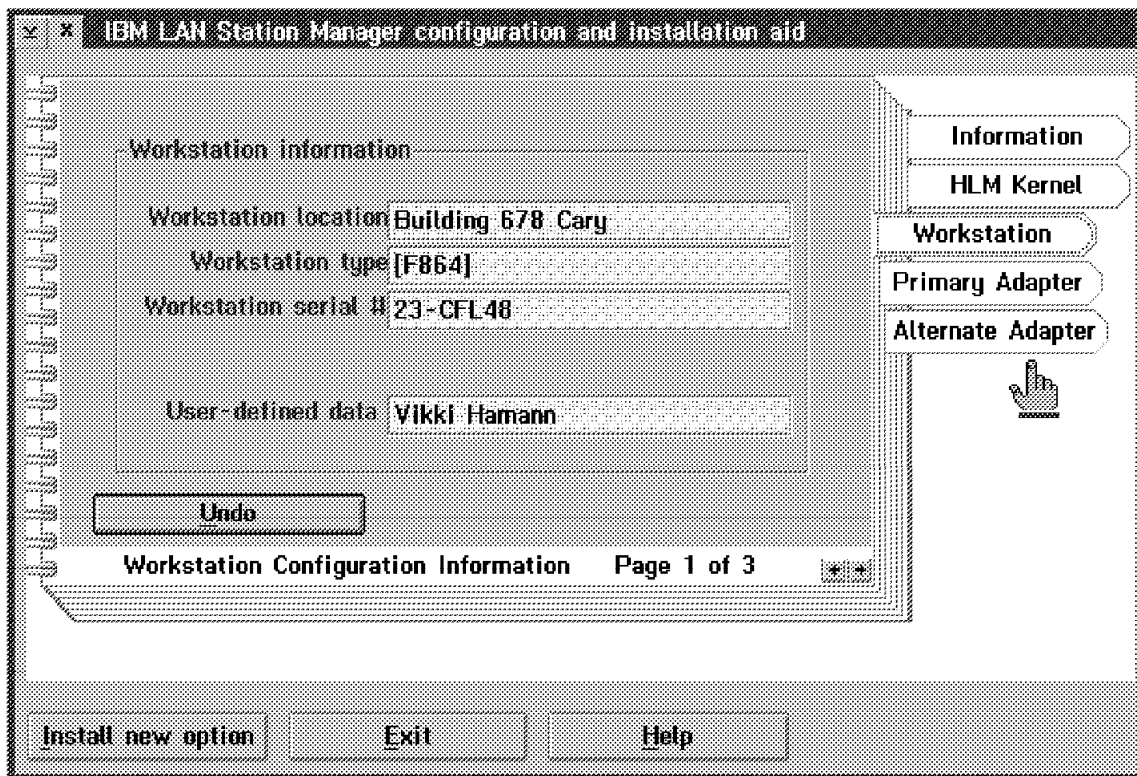 IBM LAN Station Manager configuration and installation aid
Information
HLM Kernel
Workstation
Primary Adapter
Alternate Adapter
Workstation information
Workstation location Building 678 Cary
Workstation type [F864]
Workstation serial # 23-CFL48
User-defined data Vikki Hamann
Undo
Workstation Configuration Information Page 1 of 3
Install new option Exit Help